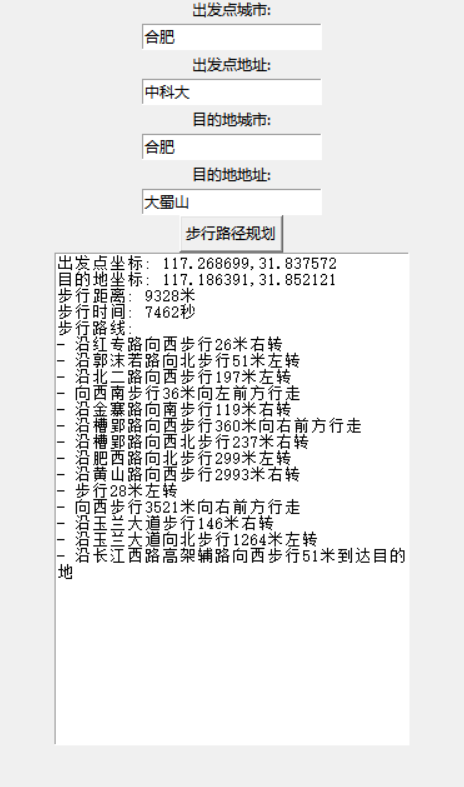 出发点城市:
合肥
出发点地址:
中科大
目的地城市:
合肥
目的地地址:
大蜀山
步行路径规划
出发点坐标: 117.268699,31.837572
目的地坐标: 117.186391,31.852121
步行距离: 9328米
步行时间: 7462秒
步行路线:
- 沿红专路向西步行26米右转
- 沿郭沫若路向北步行51米左转
- 沿北二路向西步行197米左转
- 向西南步行36米向左前方行走
- 沿金寨路向南步行119米右转
- 沿槽郢路向西步行360米向右前方行走
- 沿槽郢路向西北步行237米右转
- 沿肥西路向北步行299米左转
- 沿黄山路向西步行2993米右转
- 步行28米左转
- 向西步行3521米向右前方行走
- 沿玉兰大道步行146米右转
- 沿玉兰大道向北步行1264米左转
- 沿长江西路高架辅路向西步行51米到达目的
地